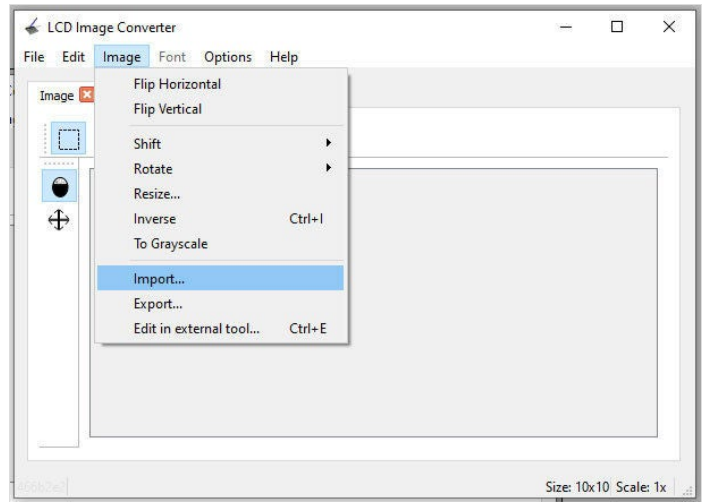 LCD Image Converter
File Edit Image Font Options Help
Image
Flip Horizontal
Flip Vertical
Shift
Rotate
Resize...
Inverse Ctrl+I
To Grayscale
Import...
Export...
Edit in external tool... Ctrl+E
Size: 10x10 Scale: 1x